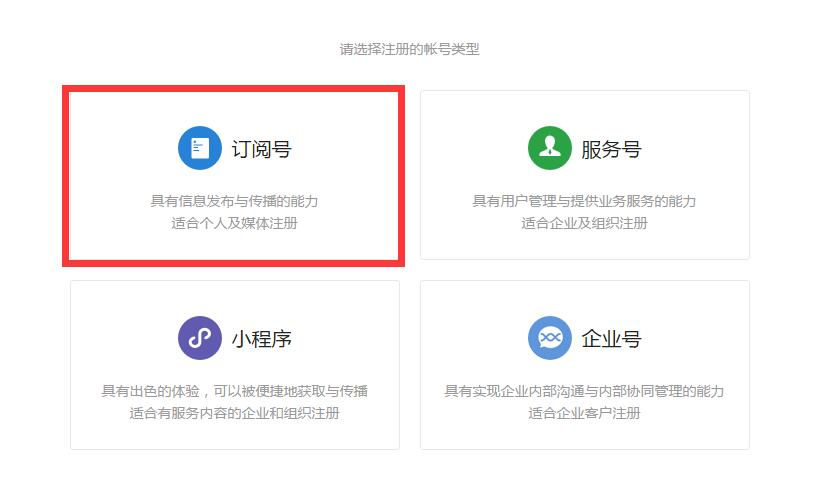 请选择注册的帐号类型
订阅号
具有信息发布与传播的能力
适合个人及媒体注册
服务号
具有用户管理与提供业务服务的能力
适合企业及组织注册
小程序
具有出色的体验，可以被便捷地获取与传播
适合有服务内容的企业和组织注册
企业号
具有实现企业内部沟通与内部协同管理的能力
适合企业客户注册